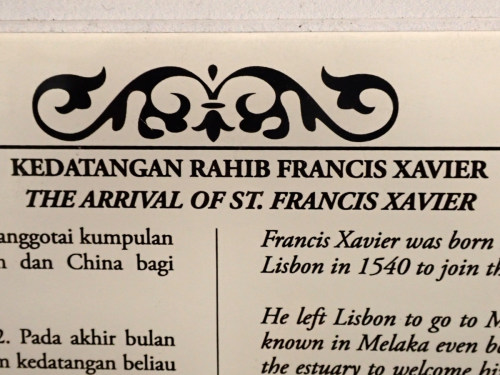 KEDATANGAN RAHIB FRANCIS XAVIER
THE ARRIVAL OF ST. FRANCIS XAVIER
anggotai kumpulan
dan China bagi
2. Pada akhir bulan
kedatangan beliau
Francis Xavier was born
Lisbon in 1540 to join
He left Lisbon to go to
known in Melaka even
the estuary to welcome